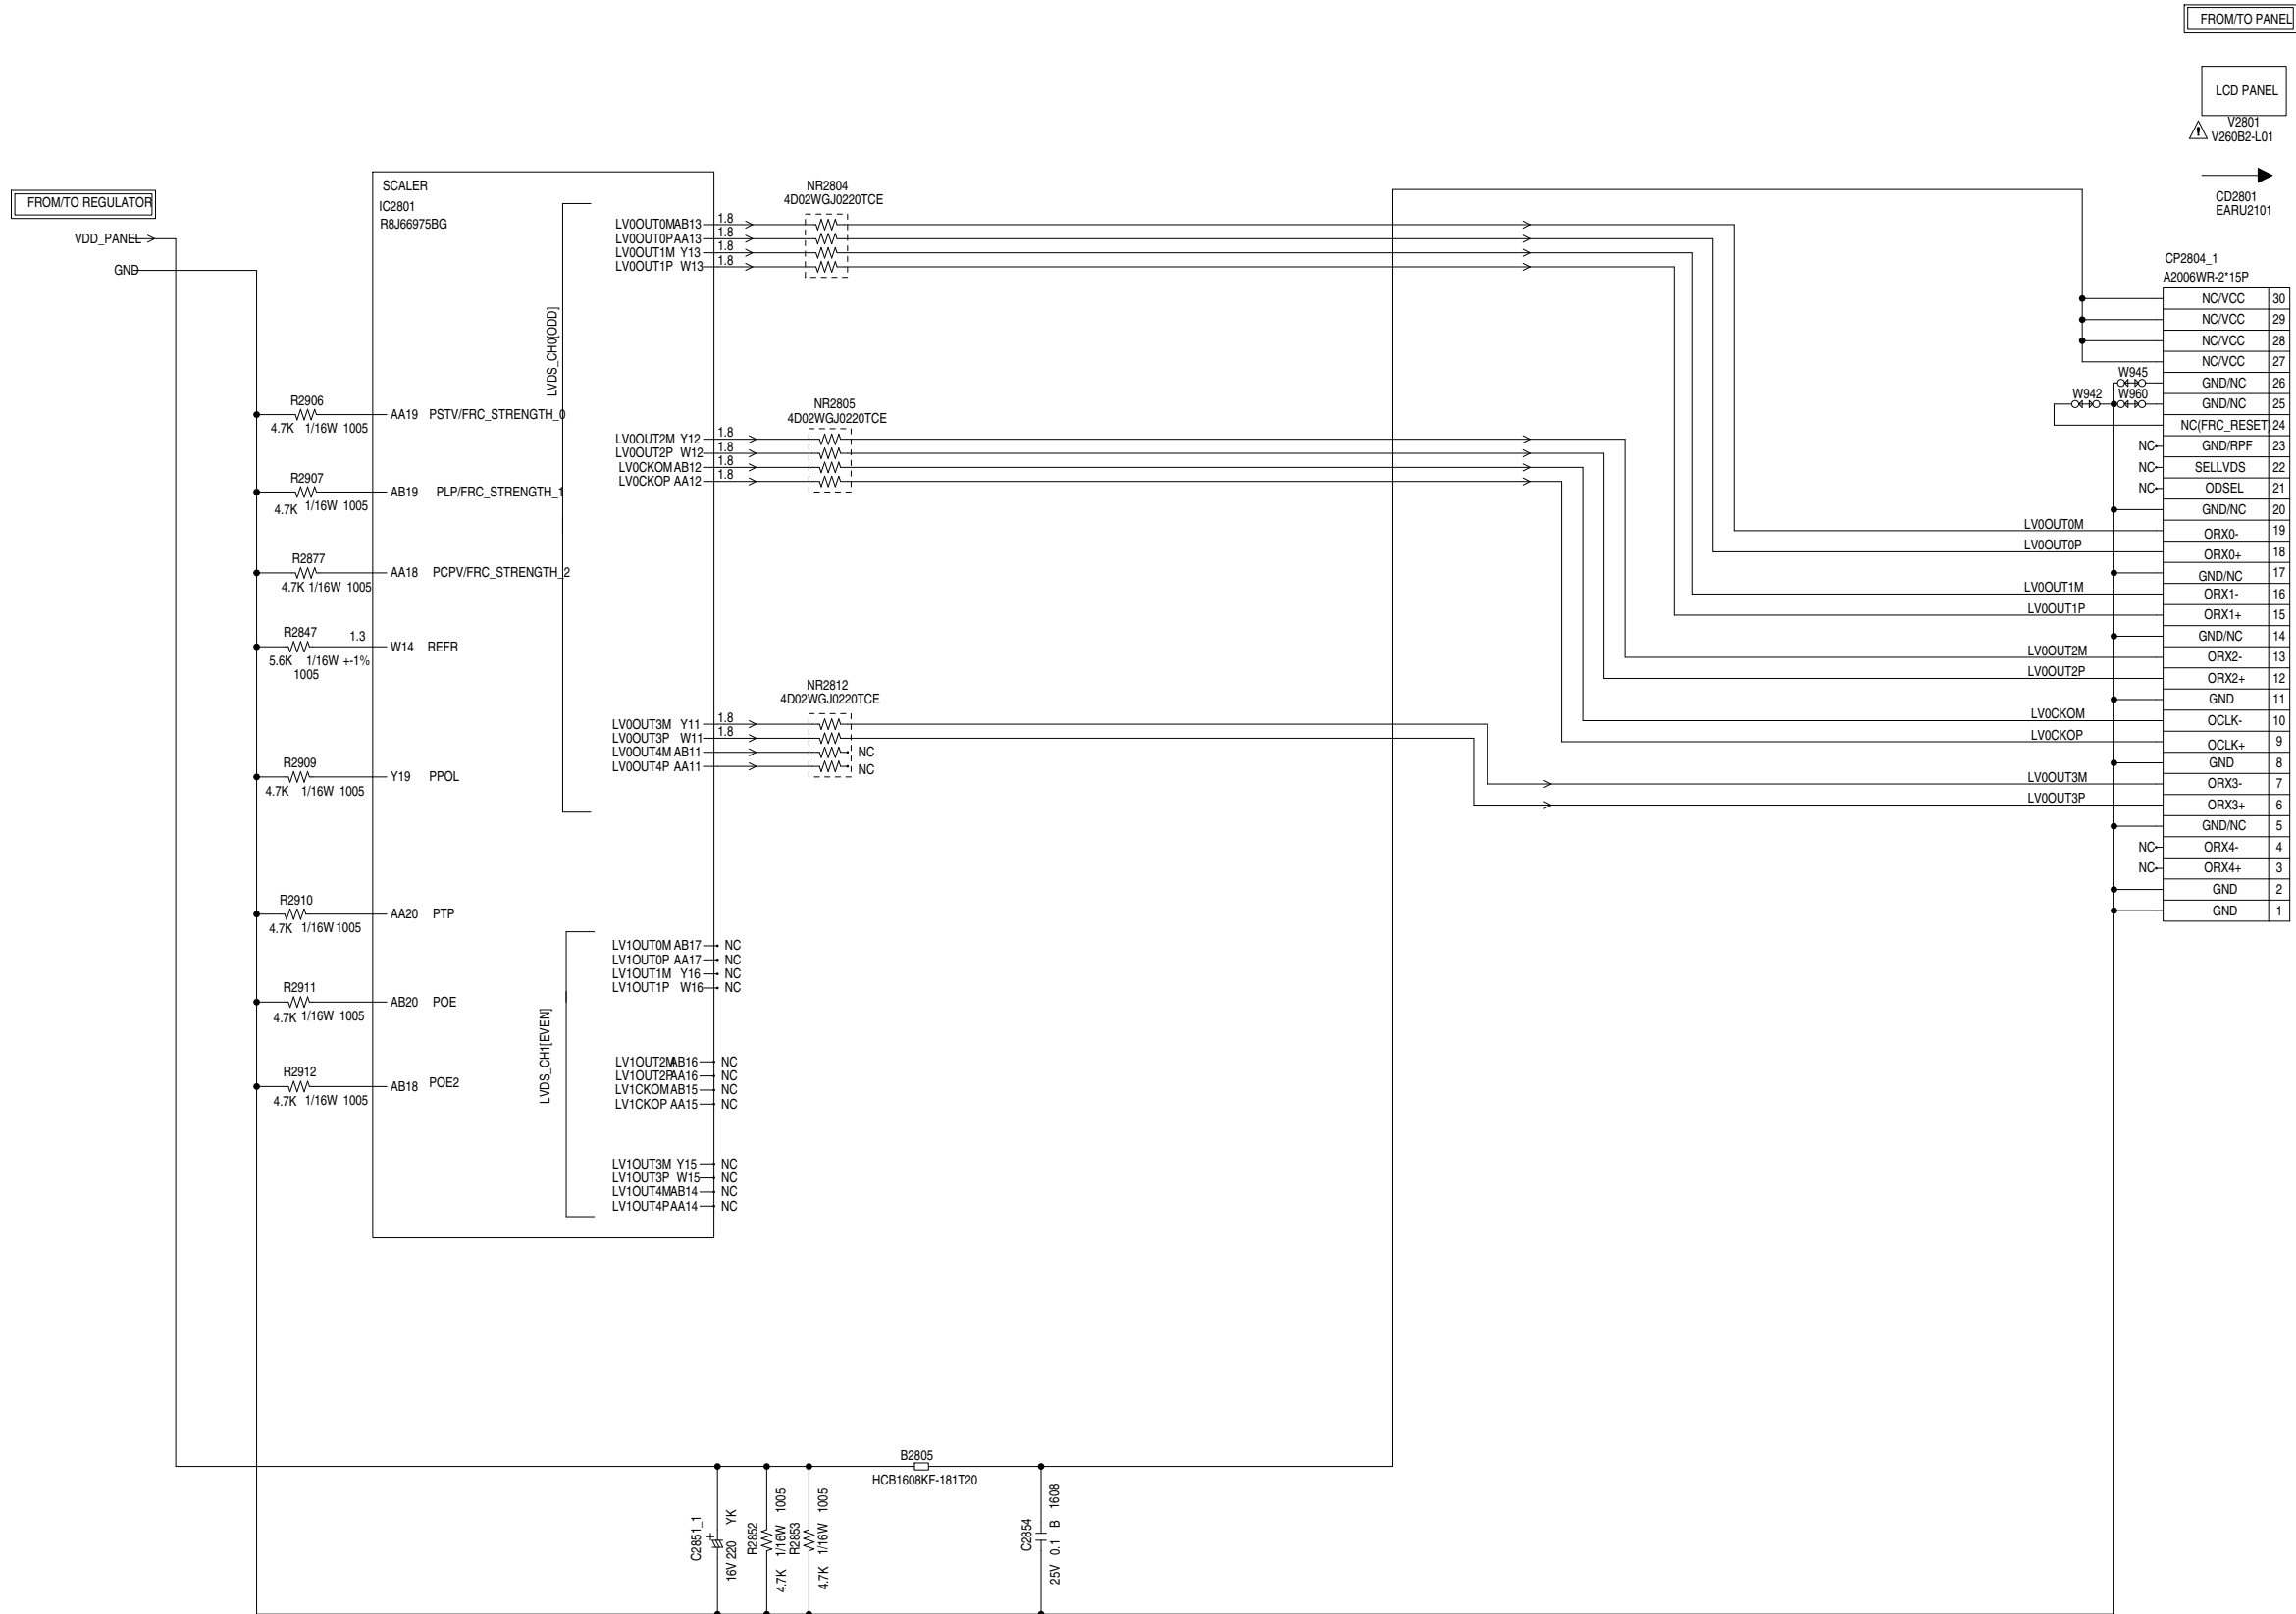 FROM/TO PANEL
LCD PANEL
V2801
V260B2-L01
CD2801
EARU2101
FROM/TO REGULATOR
VDD_PANEL
GND
SCALER
IC2801
R8J66975BG
LVDS_CH0[ODD]
NR2804
4D02WGJ0220TCE
LV0OUT0M AB13 1.8
LV0OUT0P AA13 1.8
LV0OUT1M Y13 1.8
LV0OUT1P W13 1.8
NR2805
4D02WGJ0220TCE
LV0OUT2M Y12 1.8
LV0OUT2P W12 1.8
LV0CKOM AB12 1.8
LV0CKOP AA12 1.8
NR2812
4D02WGJ0220TCE
LV0OUT3M Y11 1.8
LV0OUT3P W11 1.8
LV0OUT4M AB11 NC
LV0OUT4P AA11 NC
R2906
4.7K 1/16W 1005
AA19 PSTV/FRC_STRENGTH_0
R2907
4.7K 1/16W 1005
AB19 PLP/FRC_STRENGTH_1
R2877
4.7K 1/16W 1005
AA18 PCPV/FRC_STRENGTH_2
R2847 1.3
5.6K 1/16W +-1%
1005
W14 REFR
R2909
4.7K 1/16W 1005
Y19 PPOL
R2910
4.7K 1/16W 1005
AA20 PTP
R2911
4.7K 1/16W 1005
AB20 POE
R2912
4.7K 1/16W 1005
AB18 POE2
LVDS_CH1[EVEN]
LV1OUT0M AB17 NC
LV1OUT0P AA17 NC
LV1OUT1M Y16 NC
LV1OUT1P W16 NC
LV1OUT2M AB16 NC
LV1OUT2P AA16 NC
LV1CKOM AB15 NC
LV1CKOP AA15 NC
LV1OUT3M Y15 NC
LV1OUT3P W15 NC
LV1OUT4M AB14 NC
LV1OUT4P AA14 NC
CP2804_1
A2006WR-2*15P
NC/VCC 30
NC/VCC 29
NC/VCC 28
NC/VCC 27
W945
GND/NC 26
W942 W960
GND/NC 25
NC(FRC_RESET) 24
NC GND/RPF 23
NC SELLVDS 22
NC ODSEL 21
GND/NC 20
LV0OUT0M ORX0- 19
LV0OUT0P ORX0+ 18
GND/NC 17
LV0OUT1M ORX1- 16
LV0OUT1P ORX1+ 15
GND/NC 14
LV0OUT2M ORX2- 13
LV0OUT2P ORX2+ 12
GND 11
LV0CKOM OCLK- 10
LV0CKOP OCLK+ 9
GND 8
LV0OUT3M ORX3- 7
LV0OUT3P ORX3+ 6
GND/NC 5
NC ORX4- 4
NC ORX4+ 3
GND 2
GND 1
B2805
HCB1608KF-181T20
C2851_1
+
16V 220 YK
R2852
4.7K 1/16W 1005
R2853
4.7K 1/16W 1005
C2854
25V 0.1 B 1608